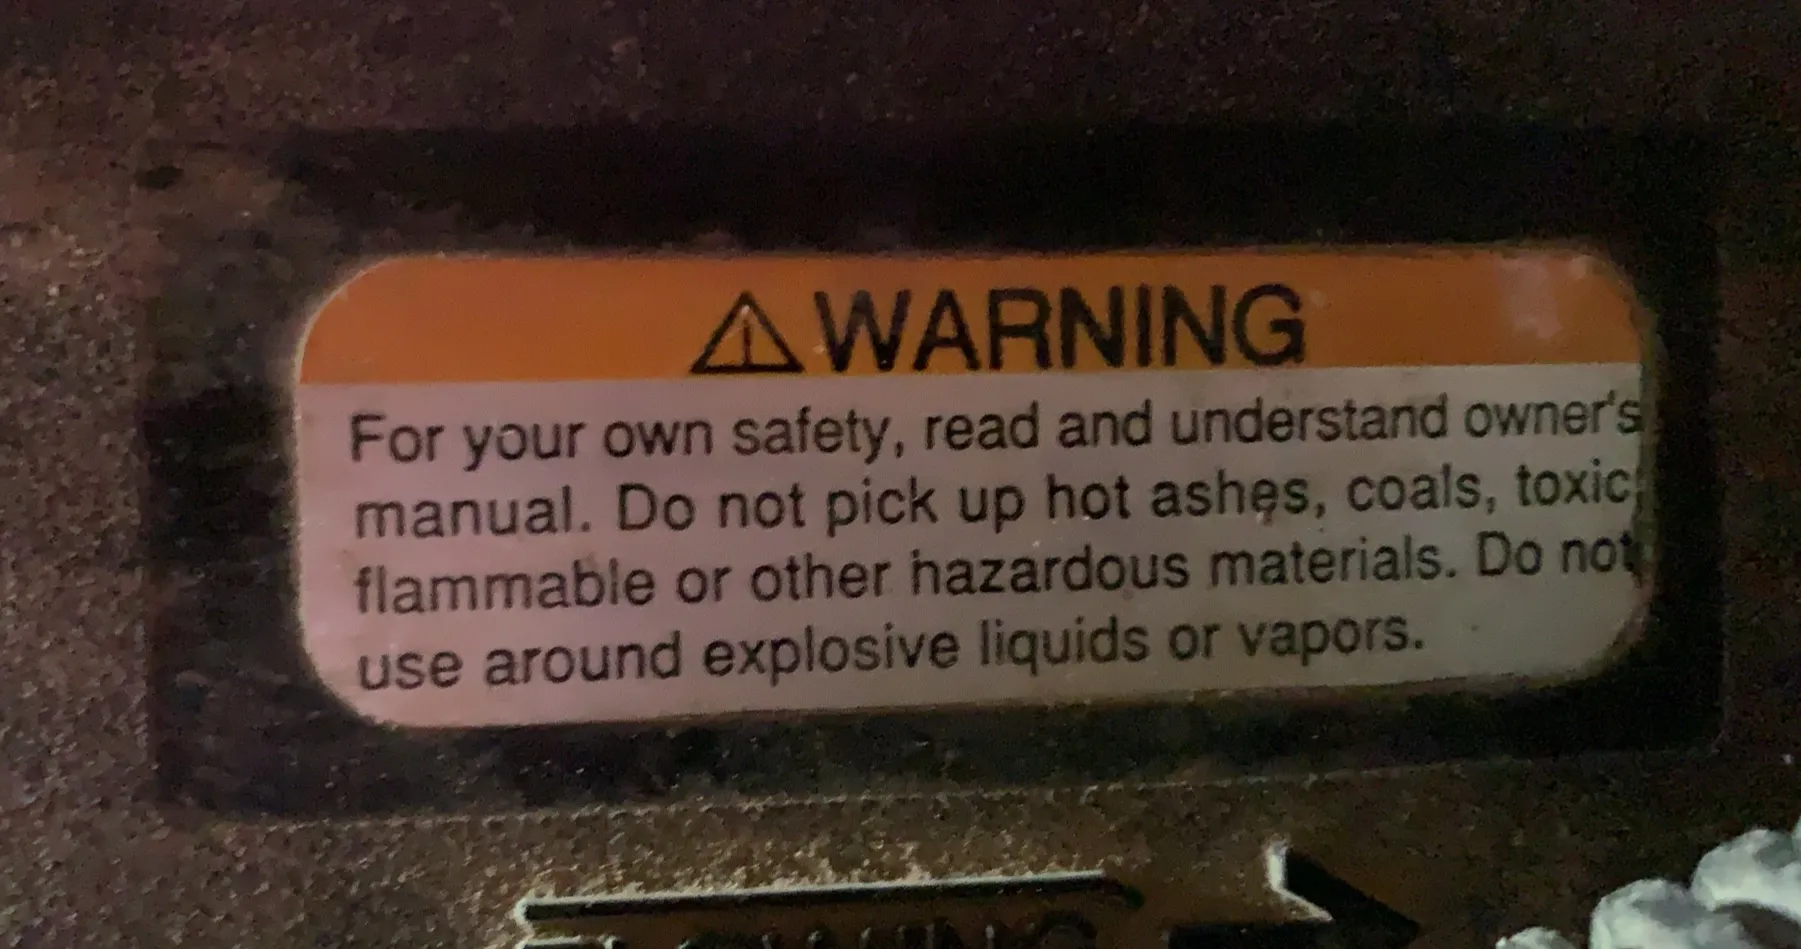 ⚠WARNING
For your own safety, read and understand owner's
manual. Do not pick up hot ashes, coals, toxic,
flammable or other hazardous materials. Do not
use around explosive liquids or vapors.